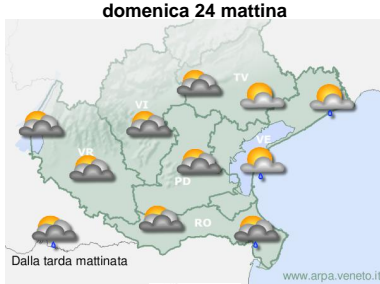 domenica 24 mattina
TV
VI
VE
VR
PD
RO
Dalla tarda mattinata
www.arpa.veneto.it